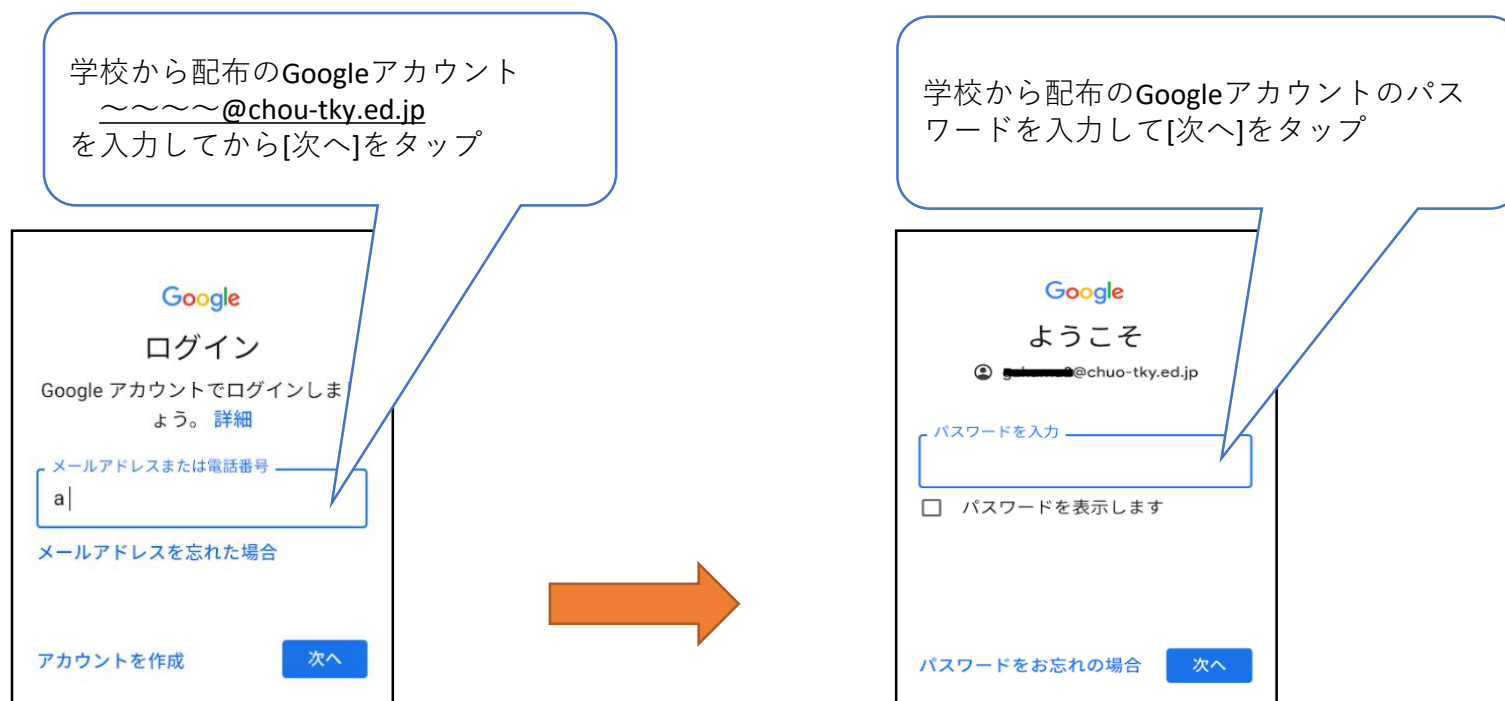 学校から配布のGoogleアカウント
～～～～@chou-tky.ed.jp
を入力してから[次へ]をタップ
Google
ログイン
Google アカウントでログインしまし
ょう。 詳細
メールアドレスまたは電話番号
a
メールアドレスを忘れた場合
アカウントを作成
次へ
学校から配布のGoogleアカウントのパス
ワードを入力して[次へ]をタップ
Google
ようこそ
@chuo-tky.ed.jp
パスワードを入力
パスワードを表示します
パスワードをお忘れの場合
次へ